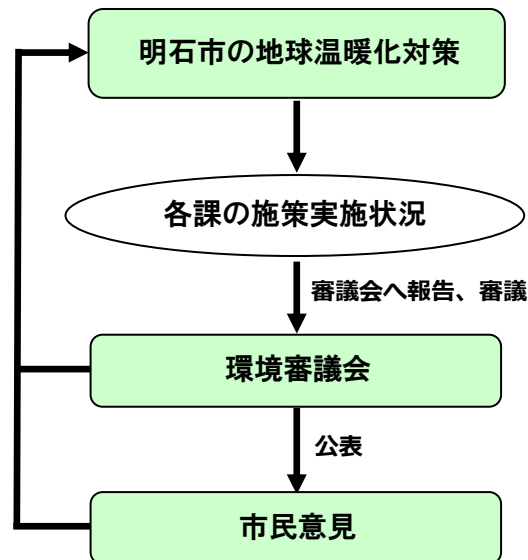 明石市の地球温暖化対策
各課の施策実施状況
審議会へ報告、審議
環境審議会
公表
市民意見